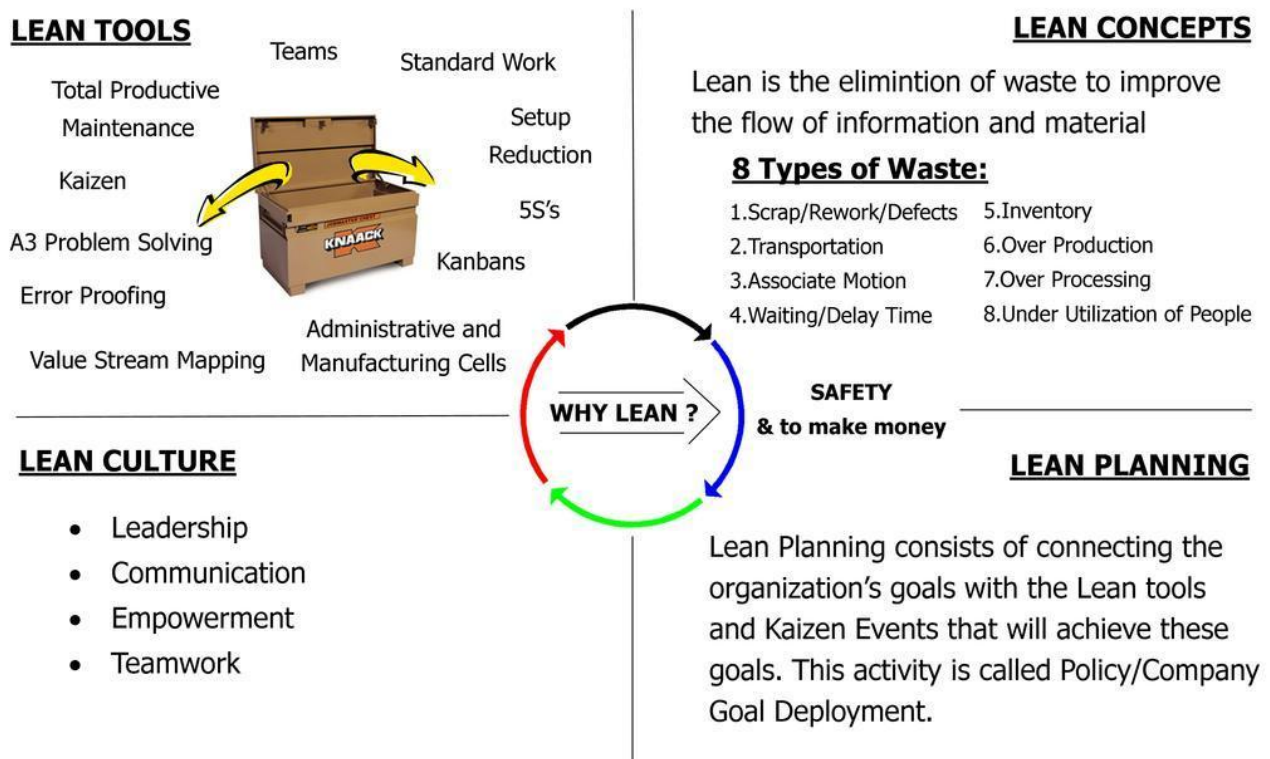 LEAN TOOLS
Teams
Standard Work
Total Productive
Maintenance
Setup
Reduction
Kaizen
5S's
A3 Problem Solving
KNAACK
Kanbans
Error Proofing
Administrative and
Manufacturing Cells
Value Stream Mapping
LEAN CONCEPTS
Lean is the elimintion of waste to improve
the flow of information and material
8 Types of Waste:
1.Scrap/Rework/Defects
2.Transportation
3.Associate Motion
4.Waiting/Delay Time
5.Inventory
6.Over Production
7.Over Processing
8.Under Utilization of People
WHY LEAN ?
SAFETY
& to make money
LEAN CULTURE
• Leadership
• Communication
• Empowerment
• Teamwork
LEAN PLANNING
Lean Planning consists of connecting the
organization’s goals with the Lean tools
and Kaizen Events that will achieve these
goals. This activity is called Policy/Company
Goal Deployment.